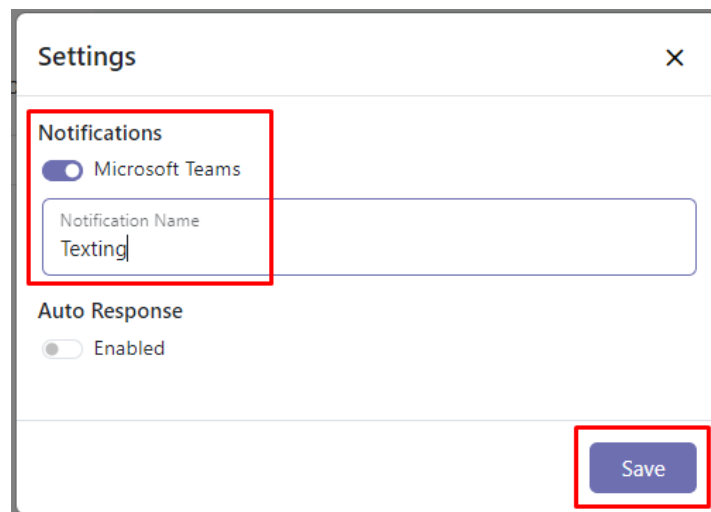 Settings
Notifications
Microsoft Teams
Notification Name
Texting
Auto Response
Enabled
Save